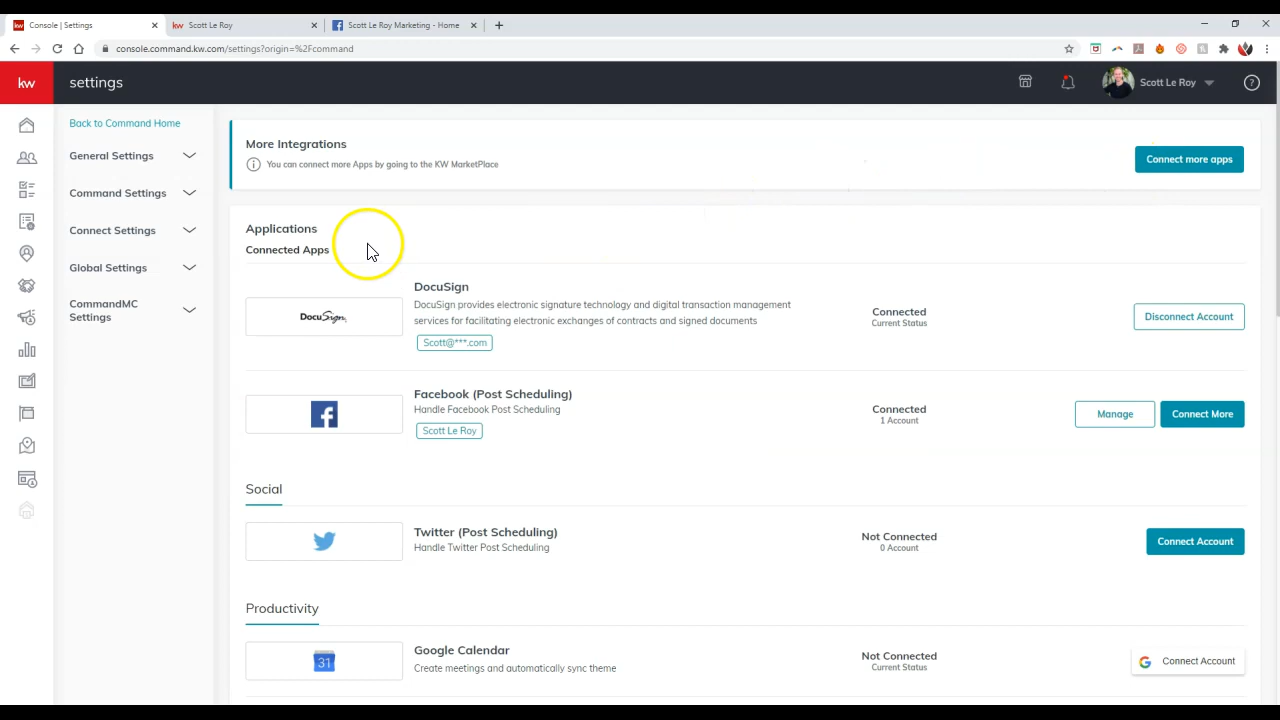 Console | Settings
kw Scott Le Roy
Scott Le Roy Marketing - Home
console.command.kw.com/settings?origin=%2Fcommand
kw
settings
Scott Le Roy
Back to Command Home
General Settings
Command Settings
Connect Settings
Global Settings
CommandMC
Settings
More Integrations
You can connect more Apps by going to the KW MarketPlace
Connect more apps
Applications
Connected Apps
DocuSign
DocuSign
DocuSign provides electronic signature technology and digital transaction management
services for facilitating electronic exchanges of contracts and signed documents
Scott@***.com
Connected
Current Status
Disconnect Account
Facebook (Post Scheduling)
Handle Facebook Post Scheduling
Scott Le Roy
Connected
1 Account
Manage
Connect More
Social
Twitter (Post Scheduling)
Handle Twitter Post Scheduling
Not Connected
0 Account
Connect Account
Productivity
31
Google Calendar
Create meetings and automatically sync theme
Not Connected
Current Status
Connect Account